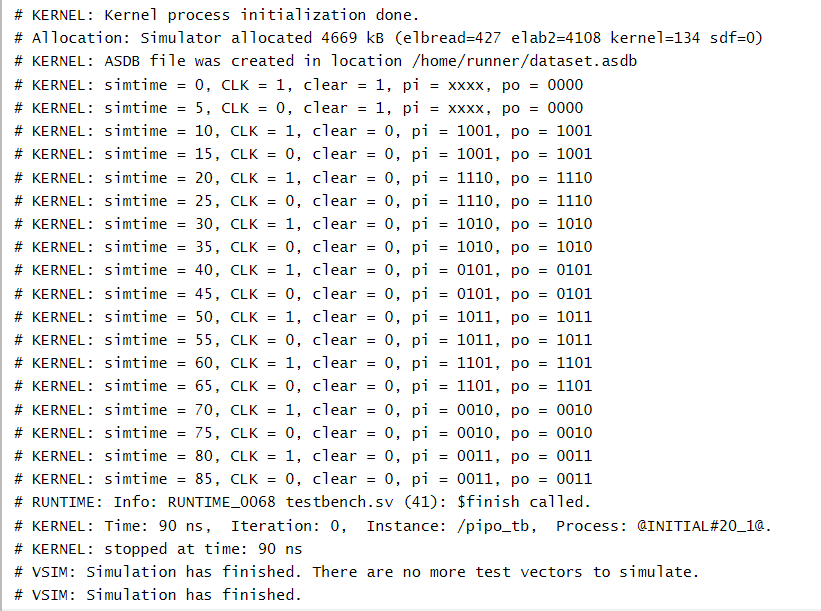 # KERNEL: Kernel process initialization done.
# Allocation: Simulator allocated 4669 kB (elbread=427 elab2=4108 kernel=134 sdf=0)
# KERNEL: ASDB file was created in location /home/runner/dataset.asdb
# KERNEL: simtime = 0, CLK = 1, clear = 1, pi = xxxx, po = 0000
# KERNEL: simtime = 5, CLK = 0, clear = 1, pi = xxxx, po = 0000
# KERNEL: simtime = 10, CLK = 1, clear = 0, pi = 1001, po = 1001
# KERNEL: simtime = 15, CLK = 0, clear = 0, pi = 1001, po = 1001
# KERNEL: simtime = 20, CLK = 1, clear = 0, pi = 1110, po = 1110
# KERNEL: simtime = 25, CLK = 0, clear = 0, pi = 1110, po = 1110
# KERNEL: simtime = 30, CLK = 1, clear = 0, pi = 1010, po = 1010
# KERNEL: simtime = 35, CLK = 0, clear = 0, pi = 1010, po = 1010
# KERNEL: simtime = 40, CLK = 1, clear = 0, pi = 0101, po = 0101
# KERNEL: simtime = 45, CLK = 0, clear = 0, pi = 0101, po = 0101
# KERNEL: simtime = 50, CLK = 1, clear = 0, pi = 1011, po = 1011
# KERNEL: simtime = 55, CLK = 0, clear = 0, pi = 1011, po = 1011
# KERNEL: simtime = 60, CLK = 1, clear = 0, pi = 1101, po = 1101
# KERNEL: simtime = 65, CLK = 0, clear = 0, pi = 1101, po = 1101
# KERNEL: simtime = 70, CLK = 1, clear = 0, pi = 0010, po = 0010
# KERNEL: simtime = 75, CLK = 0, clear = 0, pi = 0010, po = 0010
# KERNEL: simtime = 80, CLK = 1, clear = 0, pi = 0011, po = 0011
# KERNEL: simtime = 85, CLK = 0, clear = 0, pi = 0011, po = 0011
# RUNTIME: Info: RUNTIME_0068 testbench.sv (41): $finish called.
# KERNEL: Time: 90 ns,  Iteration: 0,  Instance: /pipo_tb,  Process: @INITIAL#20_1@.
# KERNEL: stopped at time: 90 ns
# VSIM: Simulation has finished. There are no more test vectors to simulate.
# VSIM: Simulation has finished.